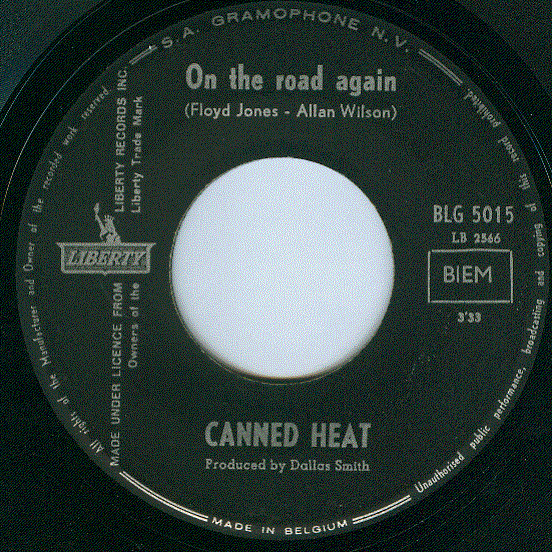 S.A. GRAMOPHONE N.V.
On the road again
(Floyd Jones - Allan Wilson)
LIBERTY
MADE UNDER LICENCE FROM LIBERTY RECORDS INC.
Owners of the Liberty Trade Mark
BLG 5015
LB 2566
BIEM
3'33
CANNED HEAT
Produced by Dallas Smith
All rights of the Manufacturer and Owner of the recorded work reserved.
Unauthorised public performance, broadcasting and copying of this record prohibited.
MADE IN BELGIUM